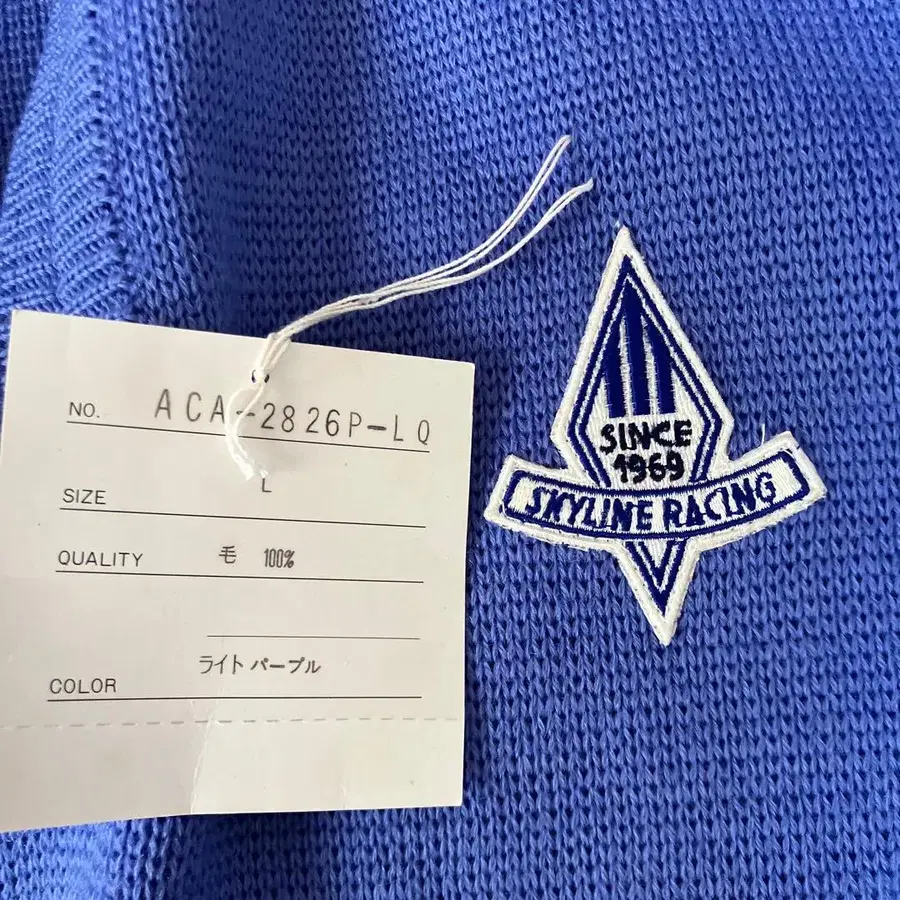 NO. ACA-2826P-LQ
SIZE L
QUALITY 毛 100%
COLOR ライトパープル
SINCE
1969
SKYLINE RACING